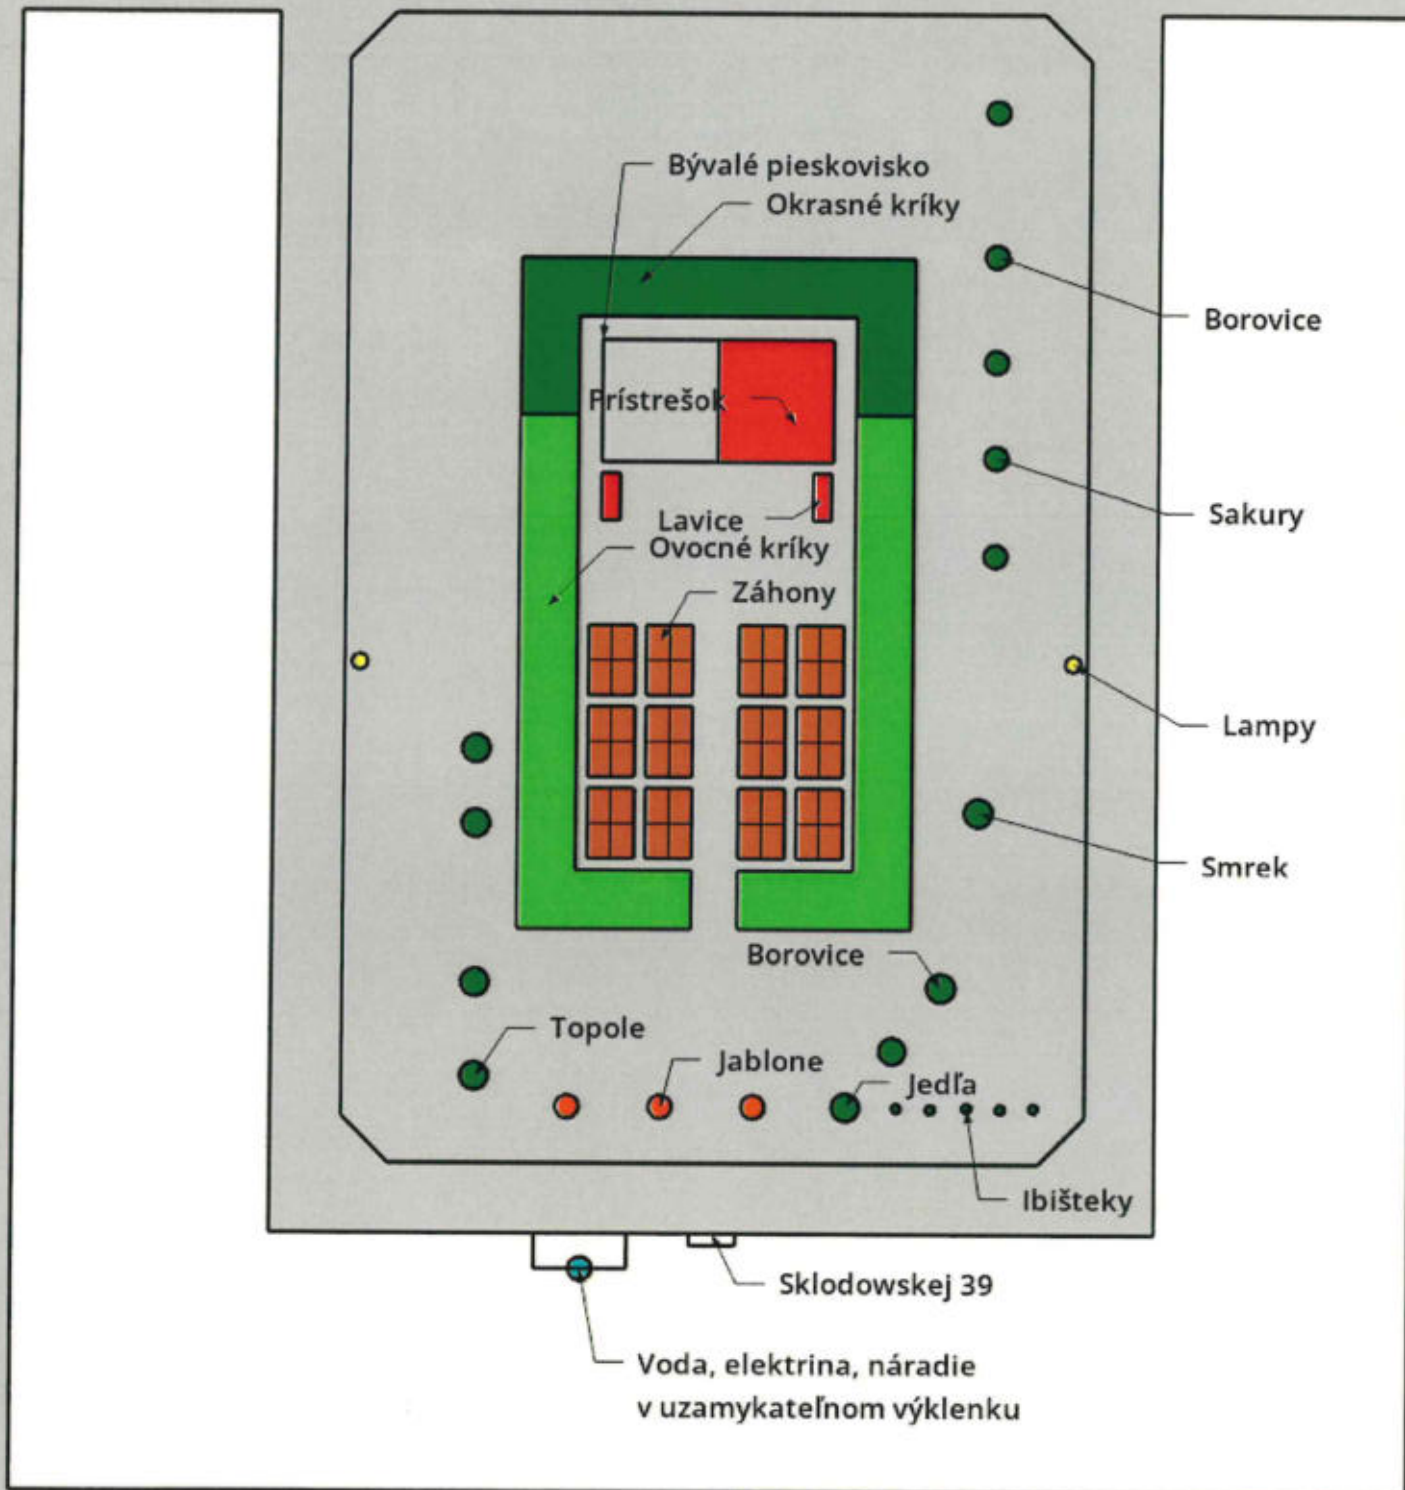 Bývalé pieskovisko
Okrasné kríky
Borovice
Prístrešok
Sakury
Lavice
Ovocné kríky
Záhony
Lampy
Smrek
Borovice
Topole
Jablone
Jedľa
Ibišteky
Sklodowskej 39
Voda, elektrina, náradie
v uzamykateľnom výklenku